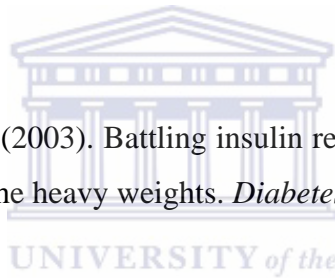 (2003). Battling insulin re
he heavy weights. Diabete
UNIVERSITY of the